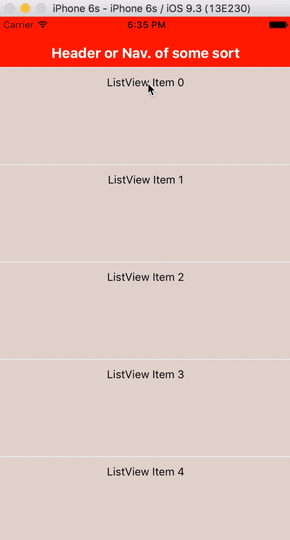 iPhone 6s - iPhone 6s / iOS 9.3 (13E230)
Carrier 6:35 PM
Header or Nav. of some sort
ListView Item 0
ListView Item 1
ListView Item 2
ListView Item 3
ListView Item 4